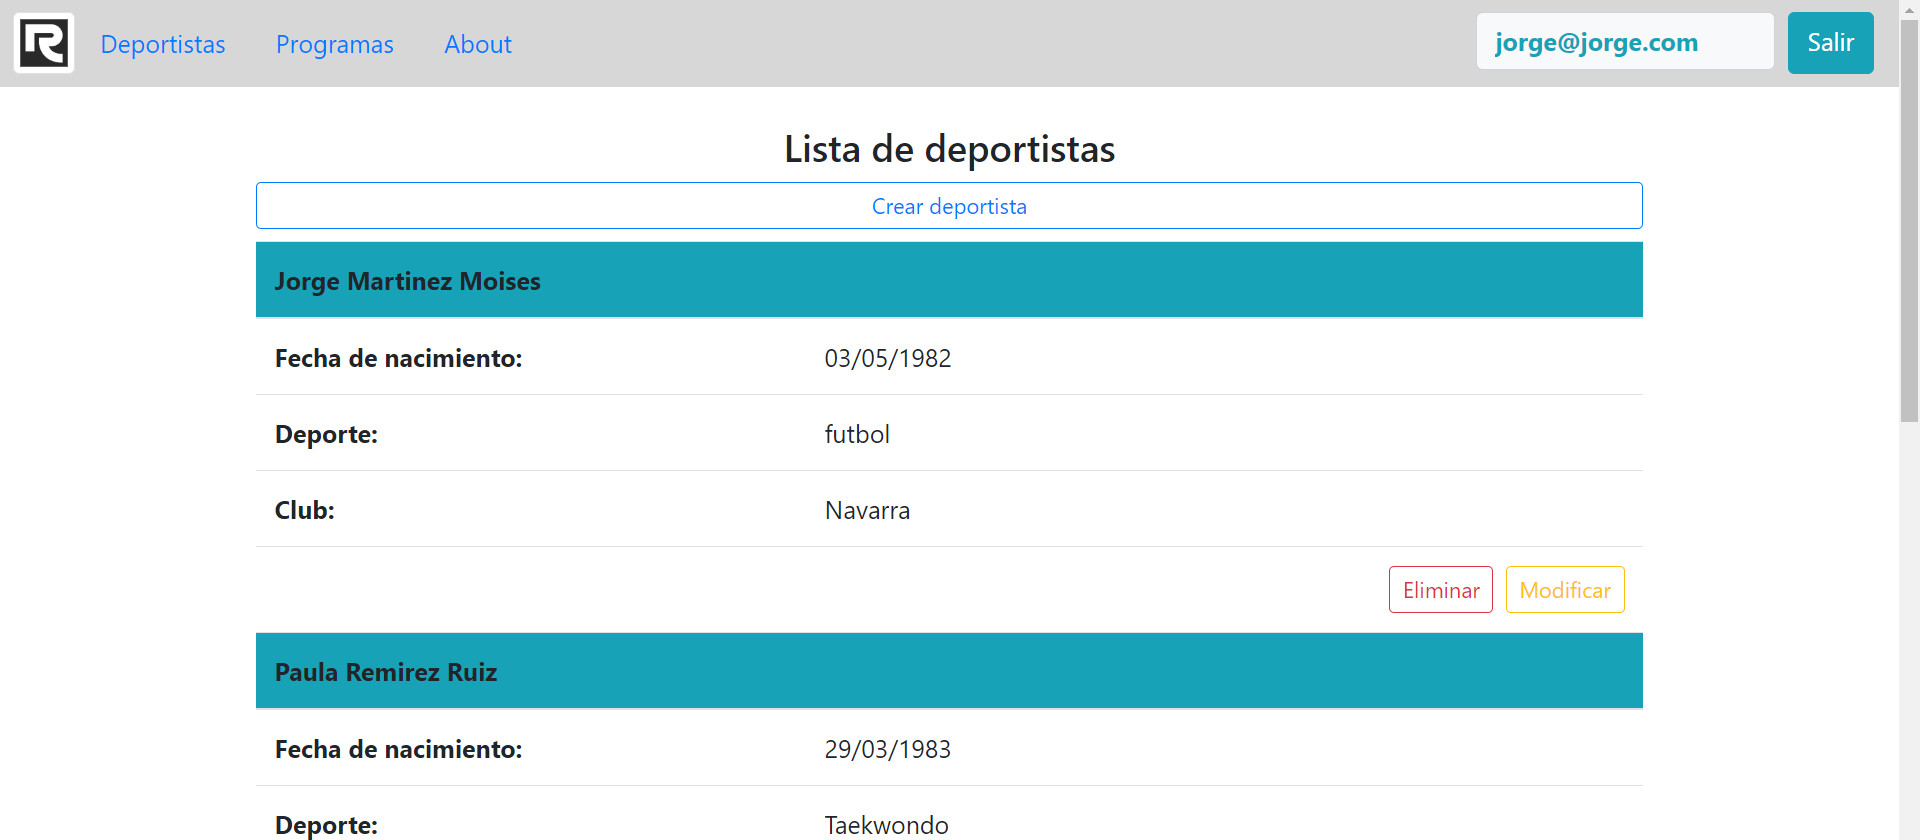 R Deportistas Programas About jorge@jorge.com Salir
Lista de deportistas
Crear deportista
Jorge Martinez Moises
Fecha de nacimiento: 03/05/1982
Deporte: futbol
Club: Navarra
Eliminar Modificar
Paula Remirez Ruiz
Fecha de nacimiento: 29/03/1983
Deporte: Taekwondo